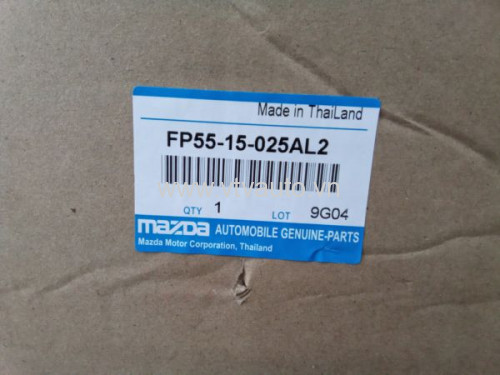 Made in ThaiLand
FP55-15-025AL2
QTY 1 LOT 9G04
mazda AUTOMOBILE GENUINE-PARTS
Mazda Motor Corporation, Thailand